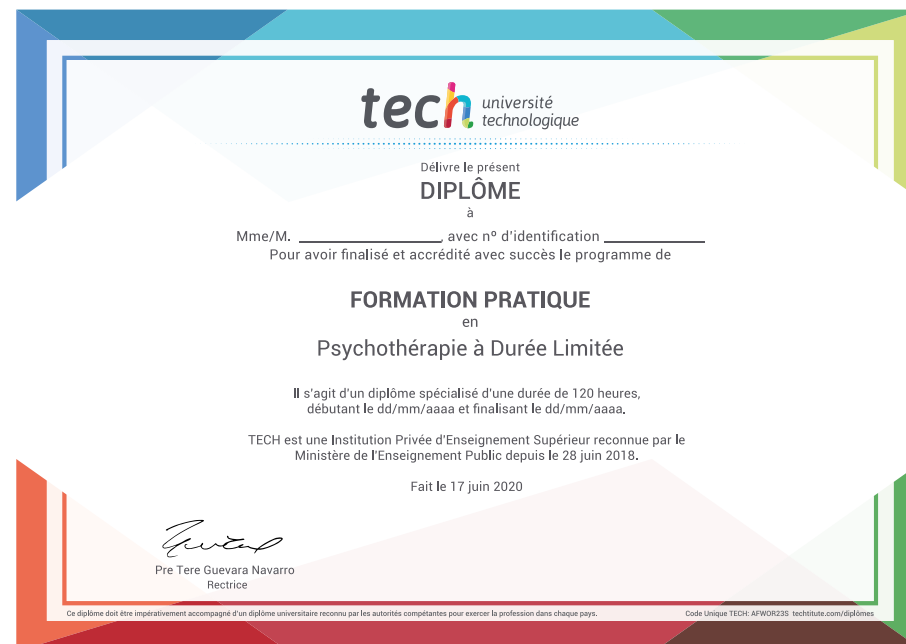 tech université
technologique
Délivre le présent
DIPLÔME
à
Mme/M. , avec nº d'identification
Pour avoir finalisé et accrédité avec succès le programme de
FORMATION PRATIQUE
en
Psychothérapie à Durée Limitée
Il s'agit d'un diplôme spécialisé d'une durée de 120 heures,
débutant le dd/mm/aaaa et finalisant le dd/mm/aaaa.
TECH est une Institution Privée d'Enseignement Supérieur reconnue par le
Ministère de l'Enseignement Public depuis le 28 juin 2018.
Fait le 17 juin 2020
Pre Tere Guevara Navarro
Rectrice
Ce diplôme doit être impérativement accompagné d'un diplôme universitaire reconnu par les autorités compétentes pour exercer la profession dans chaque pays.
Code Unique TECH: AFWOR23S techtitute.com/diplômes